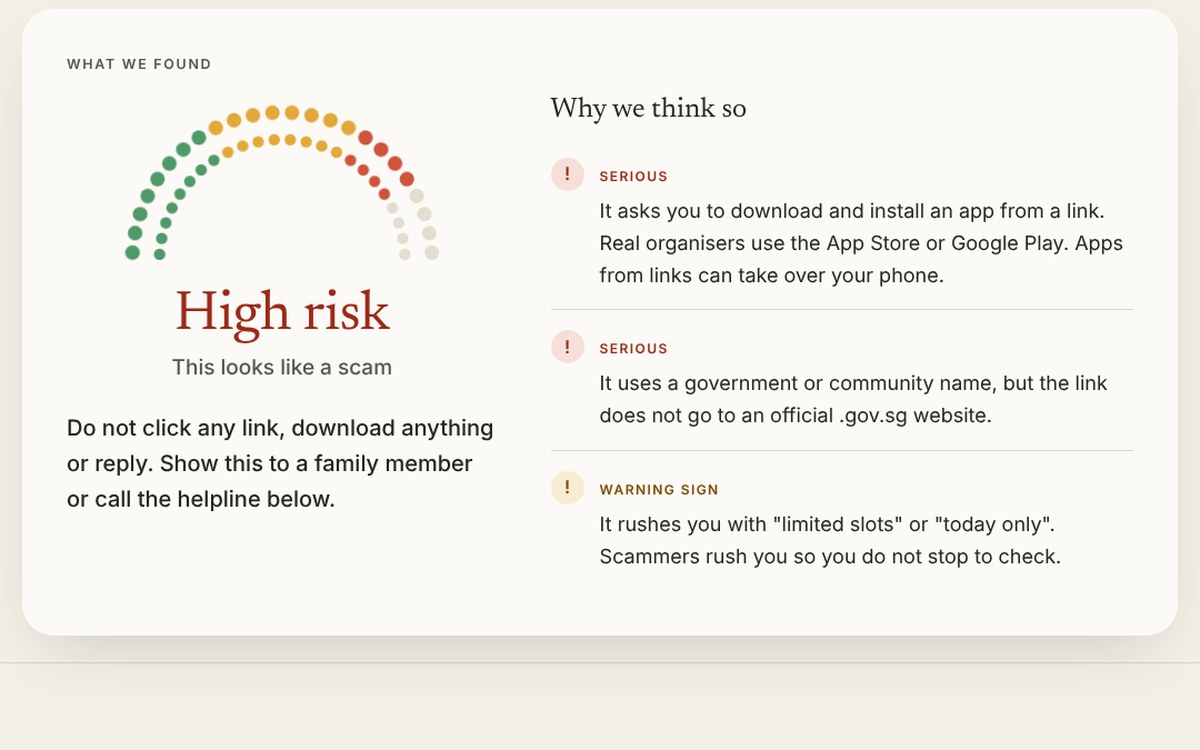 WHAT WE FOUND
High risk
This looks like a scam
Do not click any link, download anything
or reply. Show this to a family member
or call the helpline below.
Why we think so
!
SERIOUS
It asks you to download and install an app from a link.
Real organisers use the App Store or Google Play. Apps
from links can take over your phone.
!
SERIOUS
It uses a government or community name, but the link
does not go to an official .gov.sg website.
!
WARNING SIGN
It rushes you with "limited slots" or "today only".
Scammers rush you so you do not stop to check.